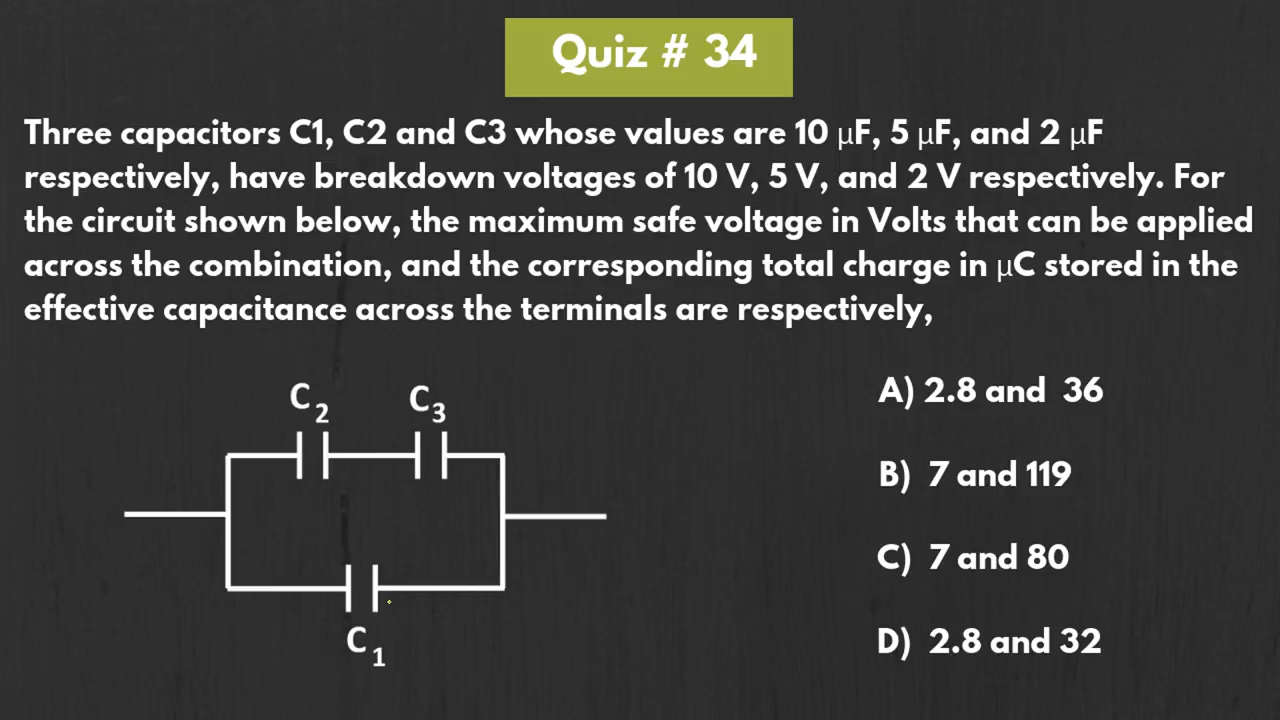 Quiz # 34
Three capacitors C1, C2 and C3 whose values are 10 μF, 5 μF, and 2 μF
respectively, have breakdown voltages of 10 V, 5 V, and 2 V respectively. For
the circuit shown below, the maximum safe voltage in Volts that can be applied
across the combination, and the corresponding total charge in μC stored in the
effective capacitance across the terminals are respectively,
C2 C3
C1
A) 2.8 and 36
B) 7 and 119
C) 7 and 80
D) 2.8 and 32